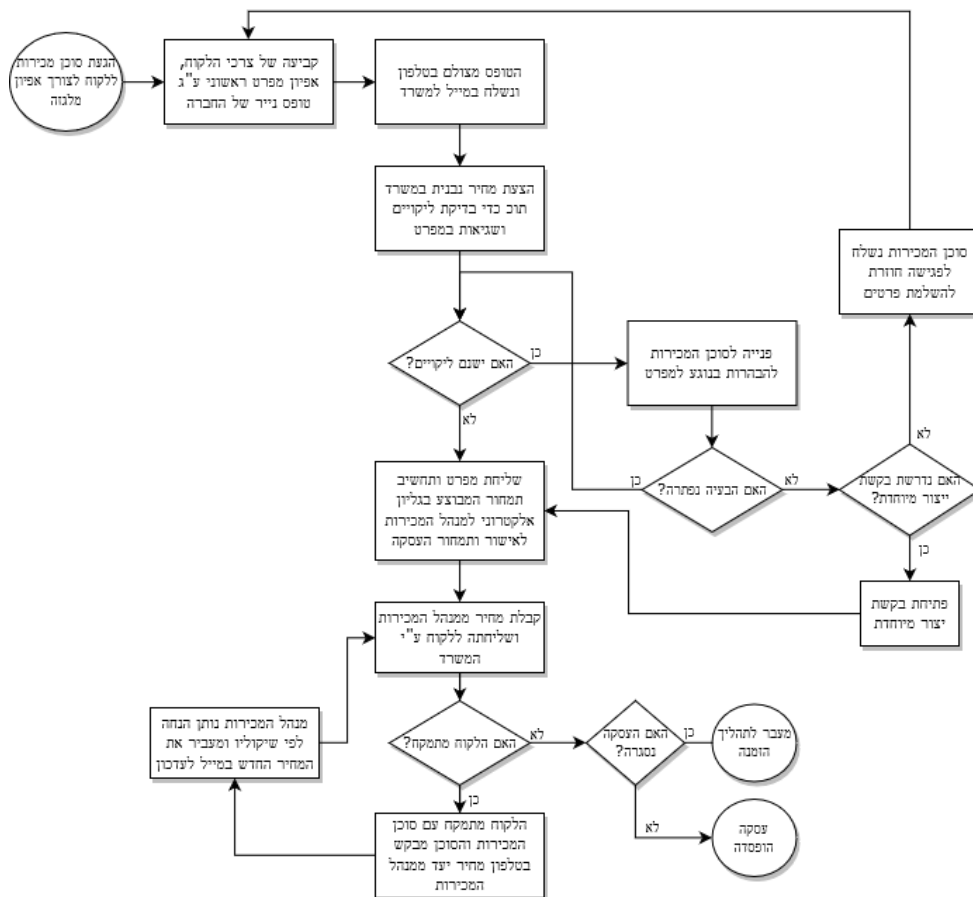 הגעת סוכן מכירות
ללקוח לצורך אפיון
מלגזה
קביעה של צרכי הלקוח,
אפיון מפרט ראשוני ע"ג
טופס נייר של החברה
הטופס מצולם בטלפון
ונשלח במייל למשרד
הצעת מחיר נבנית במשרד
תוכ כדי בדיקת ליקויים
ושגיאות במפרט
סוכן המכירות נשלח
לפגישה חוזרת
להשלמת פרטים
האם ישנם ליקויים?
כן
לא
פנייה לסוכן המכירות
להבהרות בנוגע למפרט
האם הבעיה נפתרה?
כן
לא
האם נדרשת בקשת
ייצור מיוחדת?
לא
כן
שליחת מפרט ותחשיב
תמחור המבוצע בגליון
אלקטרוני למנהל המכירות
לאישור ותמחור העסקה
פתיחת בקשת
יצור מיוחדת
קבלת מחיר ממנהל המכירות
ושליחתה ללקוח ע"י
המשרד
מנהל המכירות נותן הנחה
לפי שיקוליו ומעביר את
המחיר החדש במייל לעדכון
האם הלקוח מתמקח?
לא
כן
האם העסקה
נסגרה?
כן
לא
מעבר לתהליך
הזמנה
עסקה
הופסדה
הלקוח מתמקח עם סוכן
המכירות והסוכן מבקש
בטלפון מחיר יעד ממנהל
המכירות